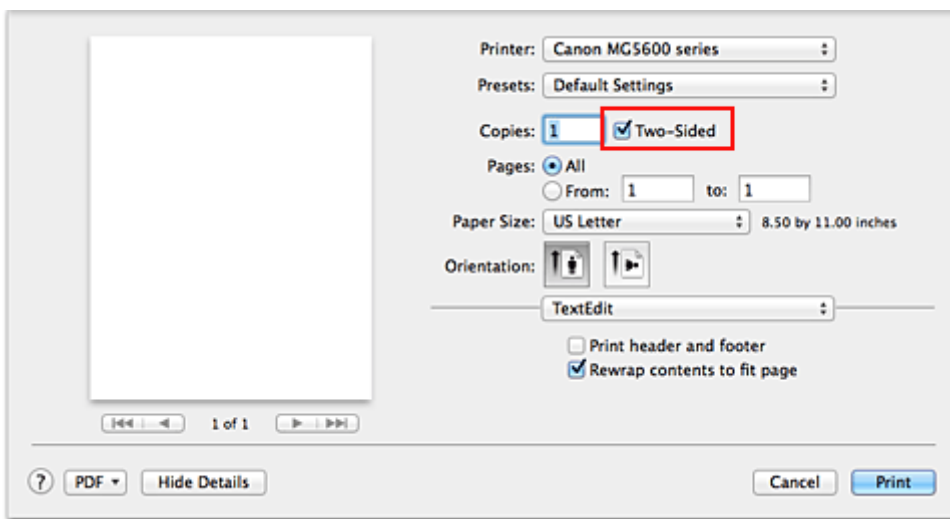 Printer: Canon MG5600 series
Presets: Default Settings
Copies: 1 Two-Sided
Pages: All
From: 1 to: 1
Paper Size: US Letter 8.50 by 11.00 inches
Orientation:
TextEdit
Print header and footer
Rewrap contents to fit page
1 of 1
? PDF Hide Details Cancel Print